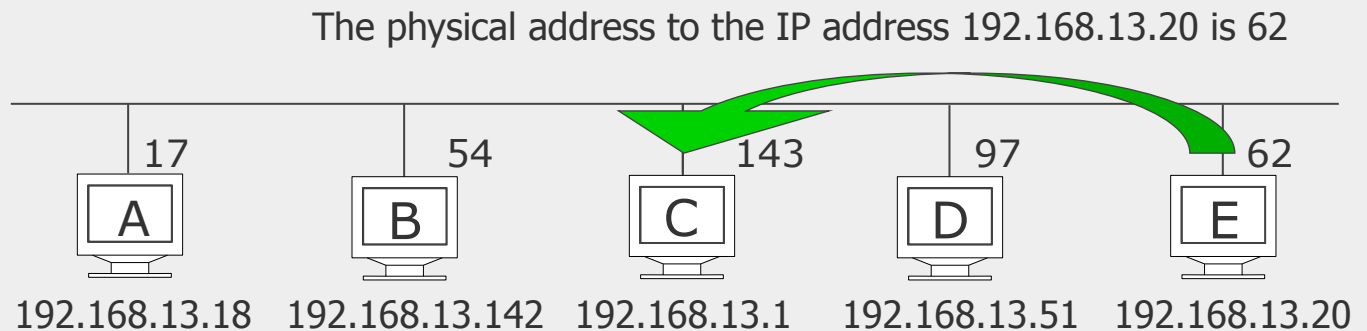 The physical address to the IP address 192.168.13.20 is 62
17 54 143 97 62
A B C D E
192.168.13.18 192.168.13.142 192.168.13.1 192.168.13.51 192.168.13.20